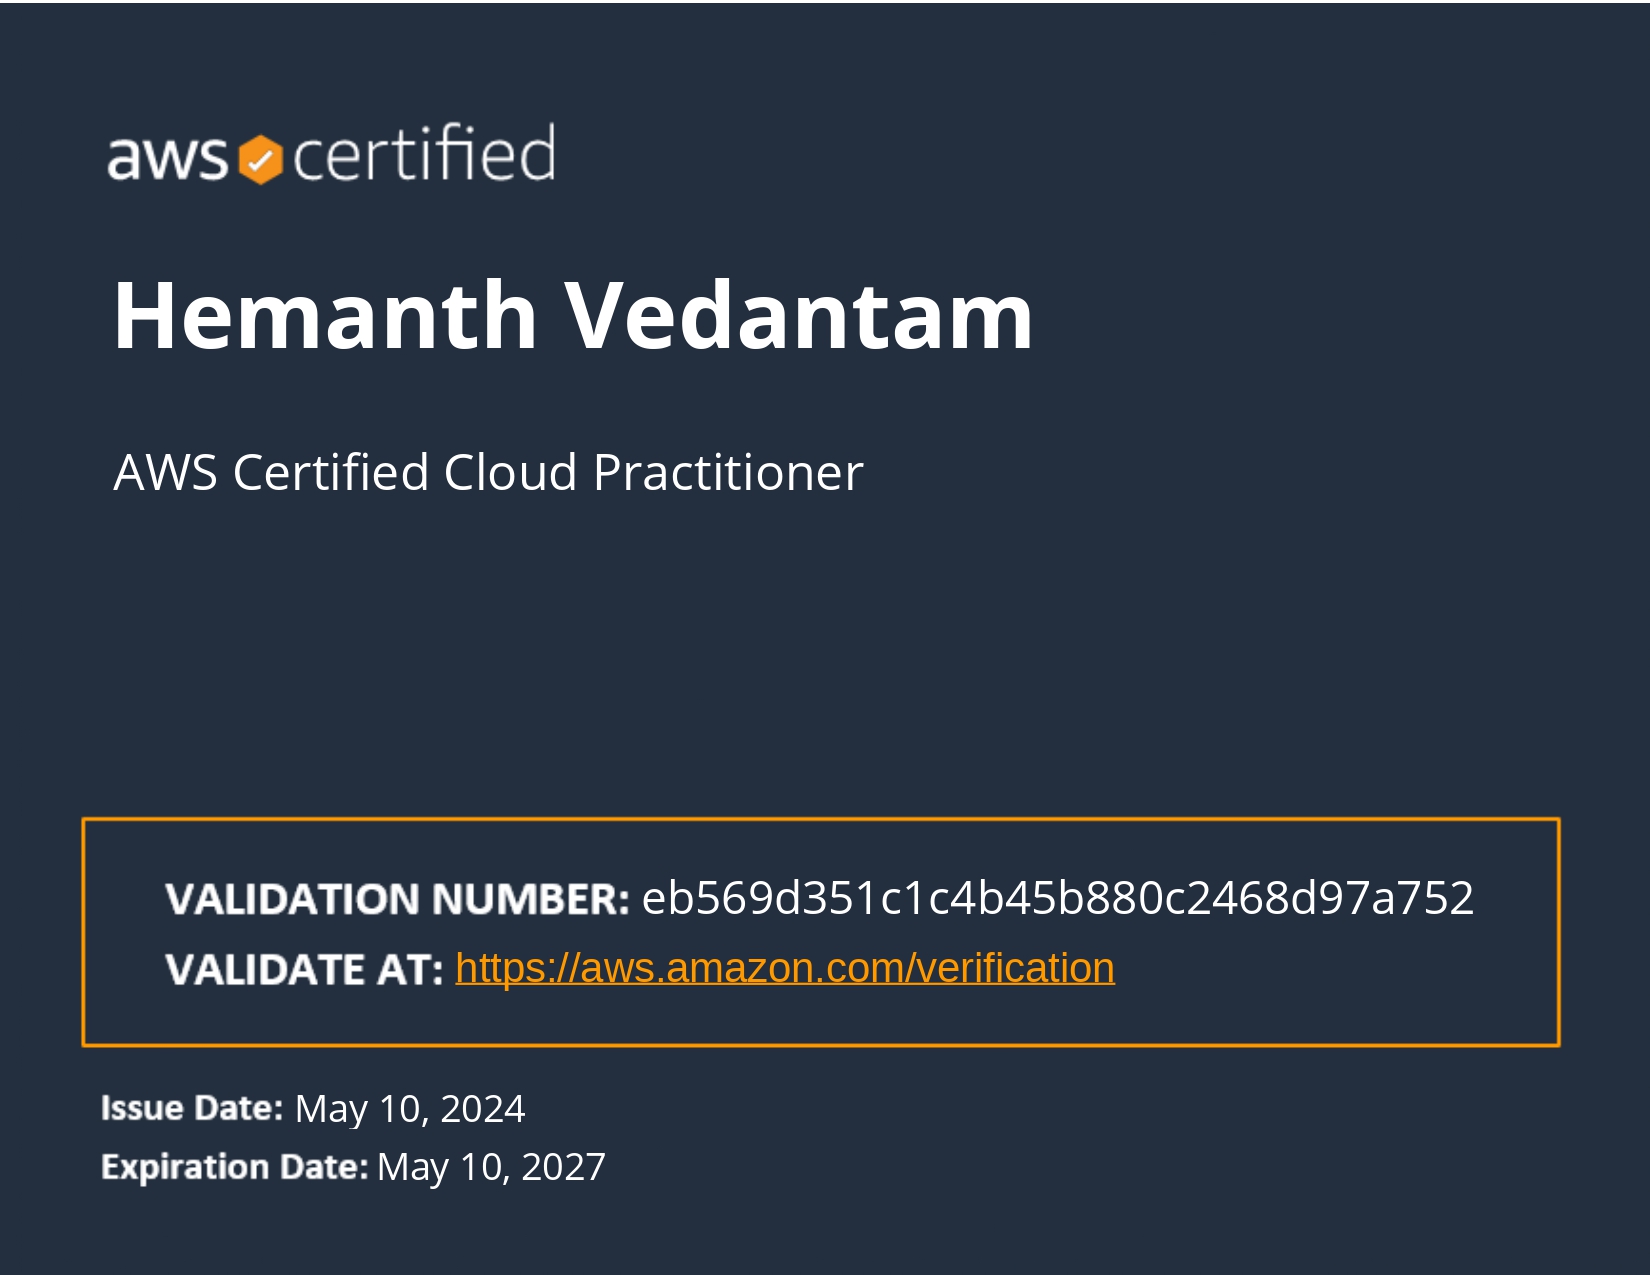 aws certified
Hemanth Vedantam
AWS Certified Cloud Practitioner
VALIDATION NUMBER: eb569d351c1c4b45b880c2468d97a752
VALIDATE AT: https://aws.amazon.com/verification
Issue Date: May 10, 2024
Expiration Date: May 10, 2027